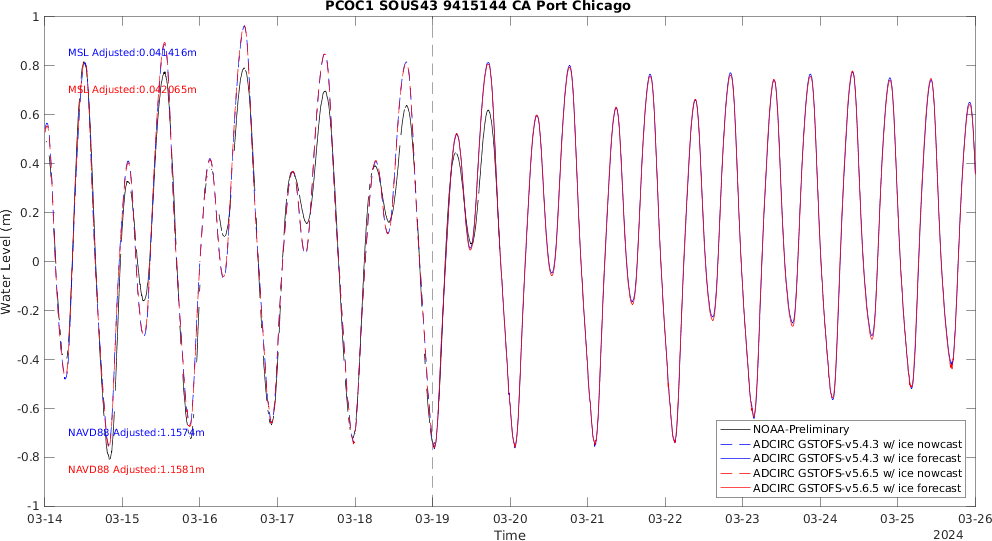 PCOC1 SOUS43 9415144 CA Port Chicago
MSL Adjusted:0.041416m
MSL Adjusted:0.042065m
NAVD88 Adjusted:1.1574m
NAVD88 Adjusted:1.1581m
Water Level (m)
1
0.8
0.6
0.4
0.2
0
-0.2
-0.4
-0.6
-0.8
-1
NOAA-Preliminary
ADCIRC GSTOFS-v5.4.3 w/ ice nowcast
ADCIRC GSTOFS-v5.4.3 w/ ice forecast
ADCIRC GSTOFS-v5.6.5 w/ ice nowcast
ADCIRC GSTOFS-v5.6.5 w/ ice forecast
03-14 03-15 03-16 03-17 03-18 03-19 03-20 03-21 03-22 03-23 03-24 03-25 03-26
Time
2024